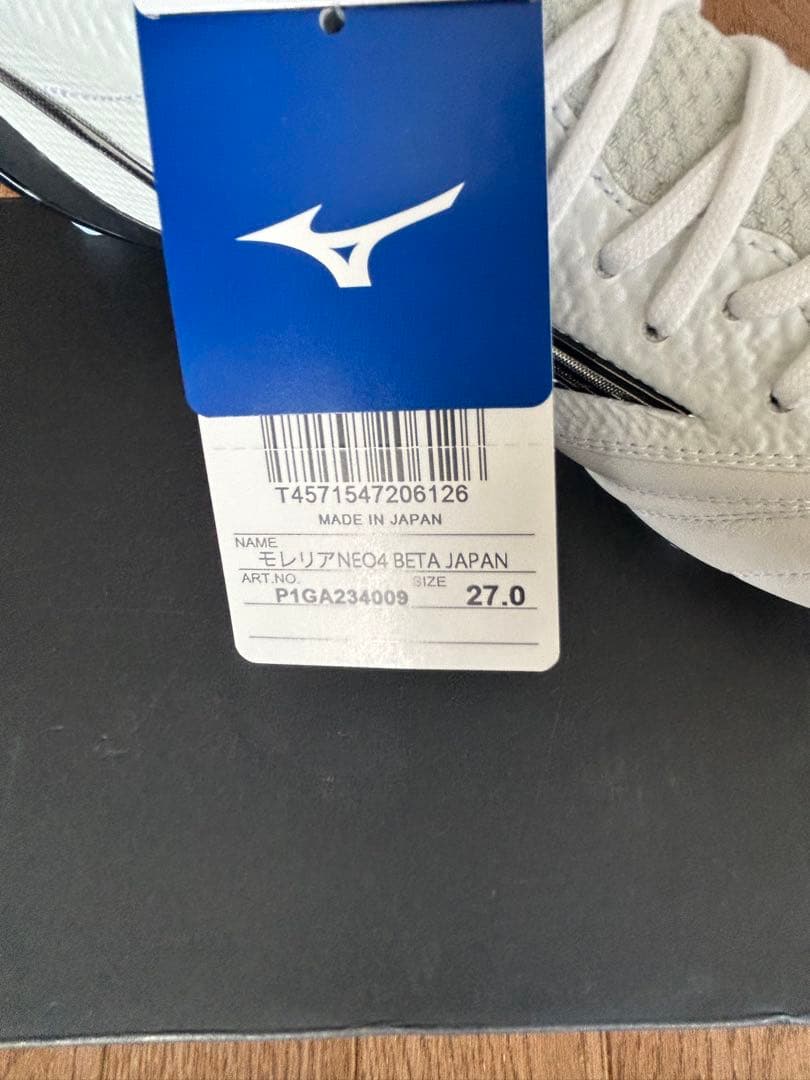 T4571547206126
MADE IN JAPAN
NAME
モレリアNEO4 BETA JAPAN
ART.NO. SIZE
P1GA234009 27.0